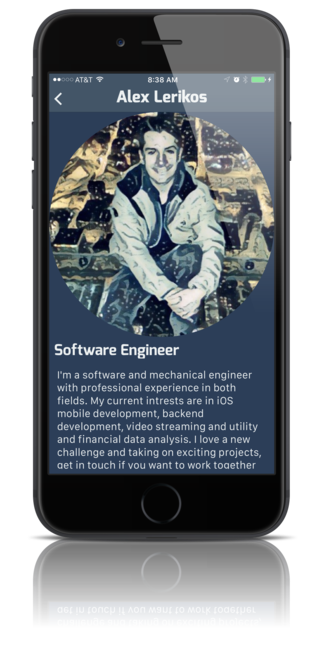 AT&T 8:38 AM
Alex Lerikos
Software Engineer
I'm a software and mechanical engineer
with professional experience in both
fields. My current intrests are in iOS
mobile development, backend
development, video streaming and utility
and financial data analysis. I love a new
challenge and taking on exciting projects,
get in touch if you want to work together